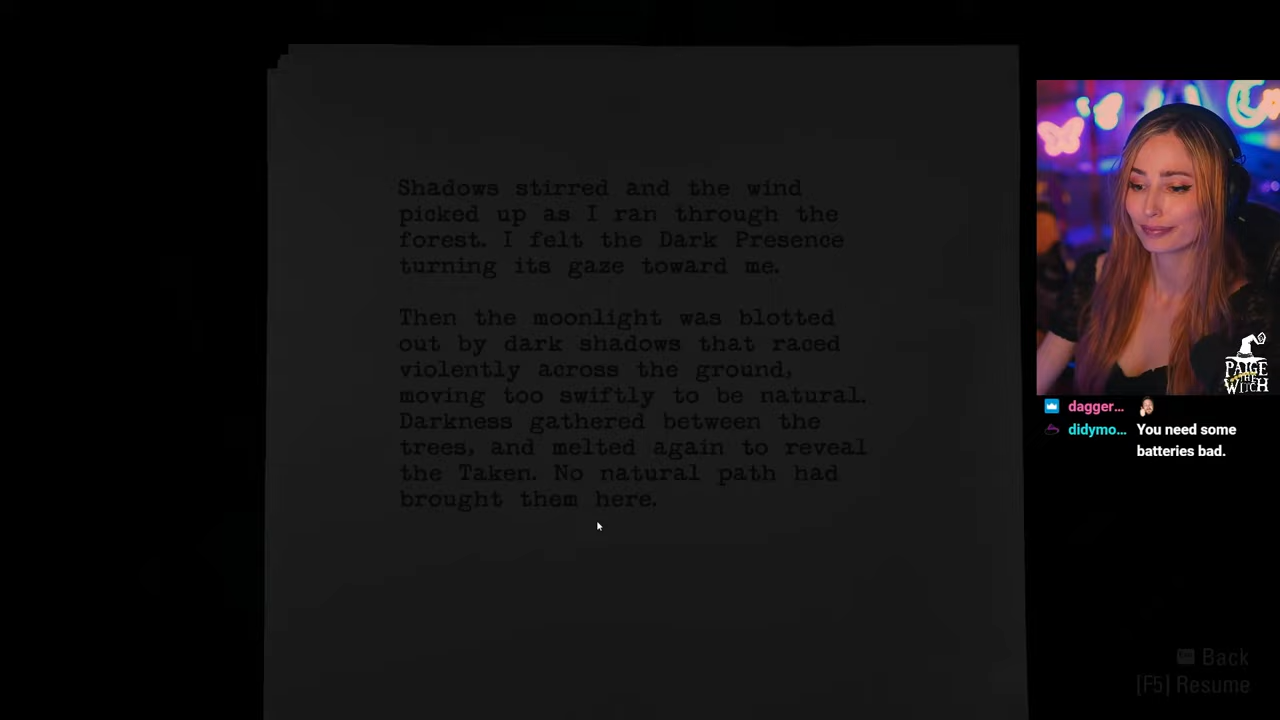 Shadows stirred and the wind
picked up as I ran through the
forest. I felt the Dark Presence
turning its gaze toward me.
Then the moonlight was blotted
out by dark shadows that raced
violently across the ground,
moving too swiftly to be natural.
Darkness gathered between the
trees, and melted again to reveal
the Taken. No natural path had
brought them here.
PAIGE
THE
WITCH
dagger...
didymo... You need some
batteries bad.
Back
[F5] Resume